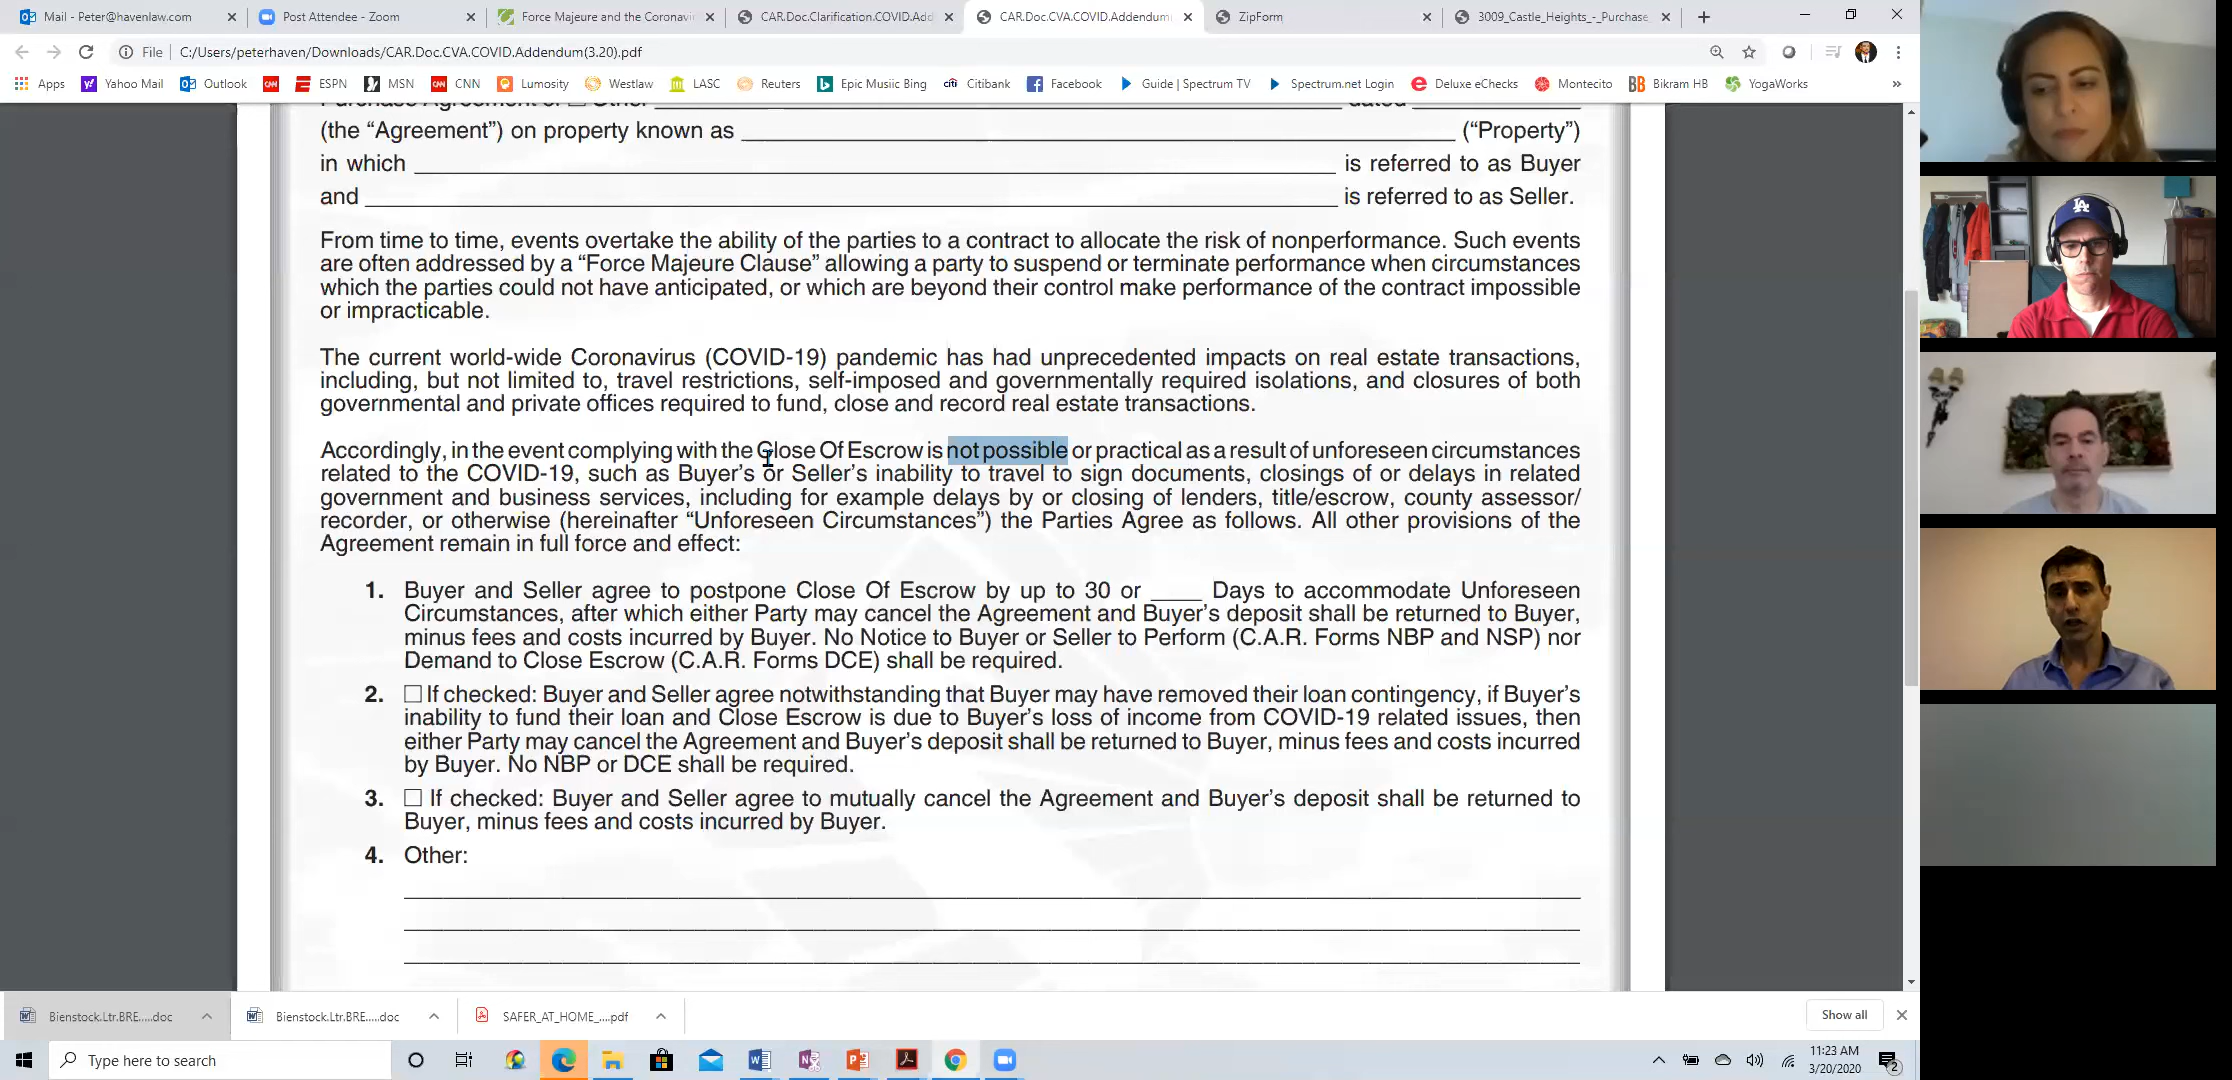 Mail - Peter@havenlaw.com
Post Attendee - Zoom
Force Majeure and the Coronavir
CAR.Doc.Clarification.COVID.Add
CAR.Doc.CVA.COVID.Addendum
ZipForm
3009_Castle_Heights_-_Purchase
File C:/Users/peterhaven/Downloads/CAR.Doc.CVA.COVID.Addendum(3.20).pdf
Apps Yahoo Mail Outlook CNN ESPN MSN CNN Lumosity Westlaw LASC Reuters Epic Musiic Bing citi Citibank Facebook Guide | Spectrum TV Spectrum.net Login Deluxe eChecks Montecito Bikram HB YogaWorks »
Purchase Agreement or ☐ Other ____ dated ____
(the “Agreement”) on property known as ____ (“Property”)
in which ____ is referred to as Buyer
and ____ is referred to as Seller.
From time to time, events overtake the ability of the parties to a contract to allocate the risk of nonperformance. Such events
are often addressed by a “Force Majeure Clause” allowing a party to suspend or terminate performance when circumstances
which the parties could not have anticipated, or which are beyond their control make performance of the contract impossible
or impracticable.
The current world-wide Coronavirus (COVID-19) pandemic has had unprecedented impacts on real estate transactions,
including, but not limited to, travel restrictions, self-imposed and governmentally required isolations, and closures of both
governmental and private offices required to fund, close and record real estate transactions.
Accordingly, in the event complying with the Close Of Escrow is not possible or practical as a result of unforeseen circumstances
related to the COVID-19, such as Buyer’s or Seller’s inability to travel to sign documents, closings of or delays in related
government and business services, including for example delays by or closing of lenders, title/escrow, county assessor/
recorder, or otherwise (hereinafter “Unforeseen Circumstances”) the Parties Agree as follows. All other provisions of the
Agreement remain in full force and effect:
1. Buyer and Seller agree to postpone Close Of Escrow by up to 30 or ____ Days to accommodate Unforeseen
Circumstances, after which either Party may cancel the Agreement and Buyer’s deposit shall be returned to Buyer,
minus fees and costs incurred by Buyer. No Notice to Buyer or Seller to Perform (C.A.R. Forms NBP and NSP) nor
Demand to Close Escrow (C.A.R. Forms DCE) shall be required.
2. ☐ If checked: Buyer and Seller agree notwithstanding that Buyer may have removed their loan contingency, if Buyer’s
inability to fund their loan and Close Escrow is due to Buyer’s loss of income from COVID-19 related issues, then
either Party may cancel the Agreement and Buyer’s deposit shall be returned to Buyer, minus fees and costs incurred
by Buyer. No NBP or DCE shall be required.
3. ☐ If checked: Buyer and Seller agree to mutually cancel the Agreement and Buyer’s deposit shall be returned to
Buyer, minus fees and costs incurred by Buyer.
4. Other:
Bienstock.Ltr.BRE.....doc
Bienstock.Ltr.BRE.....doc
SAFER_AT_HOME_....pdf
Show all
Type here to search
11:23 AM
3/20/2020
2
LA